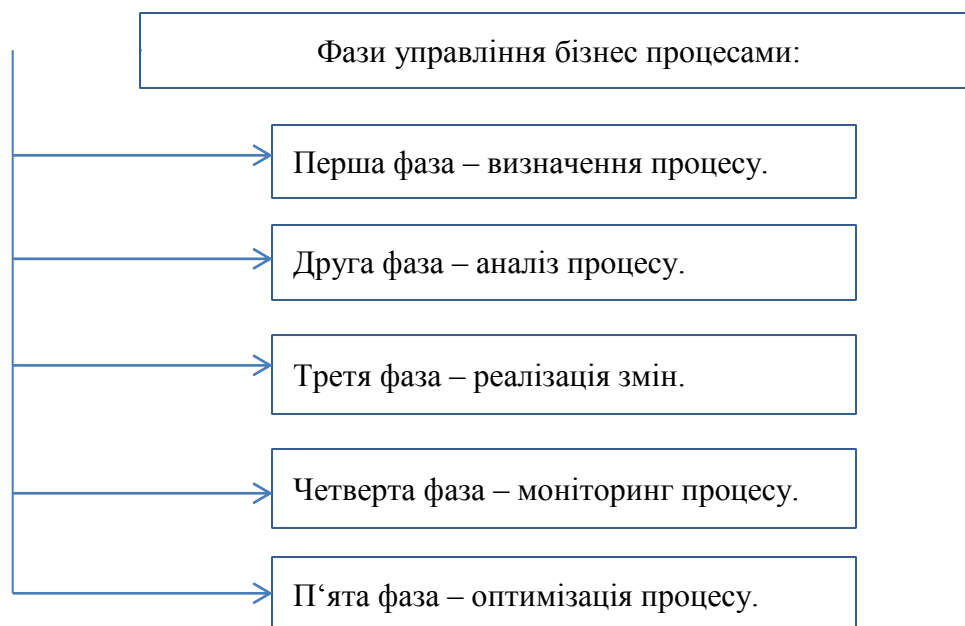 Фази управління бізнес процесами:
Перша фаза – визначення процесу.
Друга фаза – аналіз процесу.
Третя фаза – реалізація змін.
Четверта фаза – моніторинг процесу.
П‘ята фаза – оптимізація процесу.